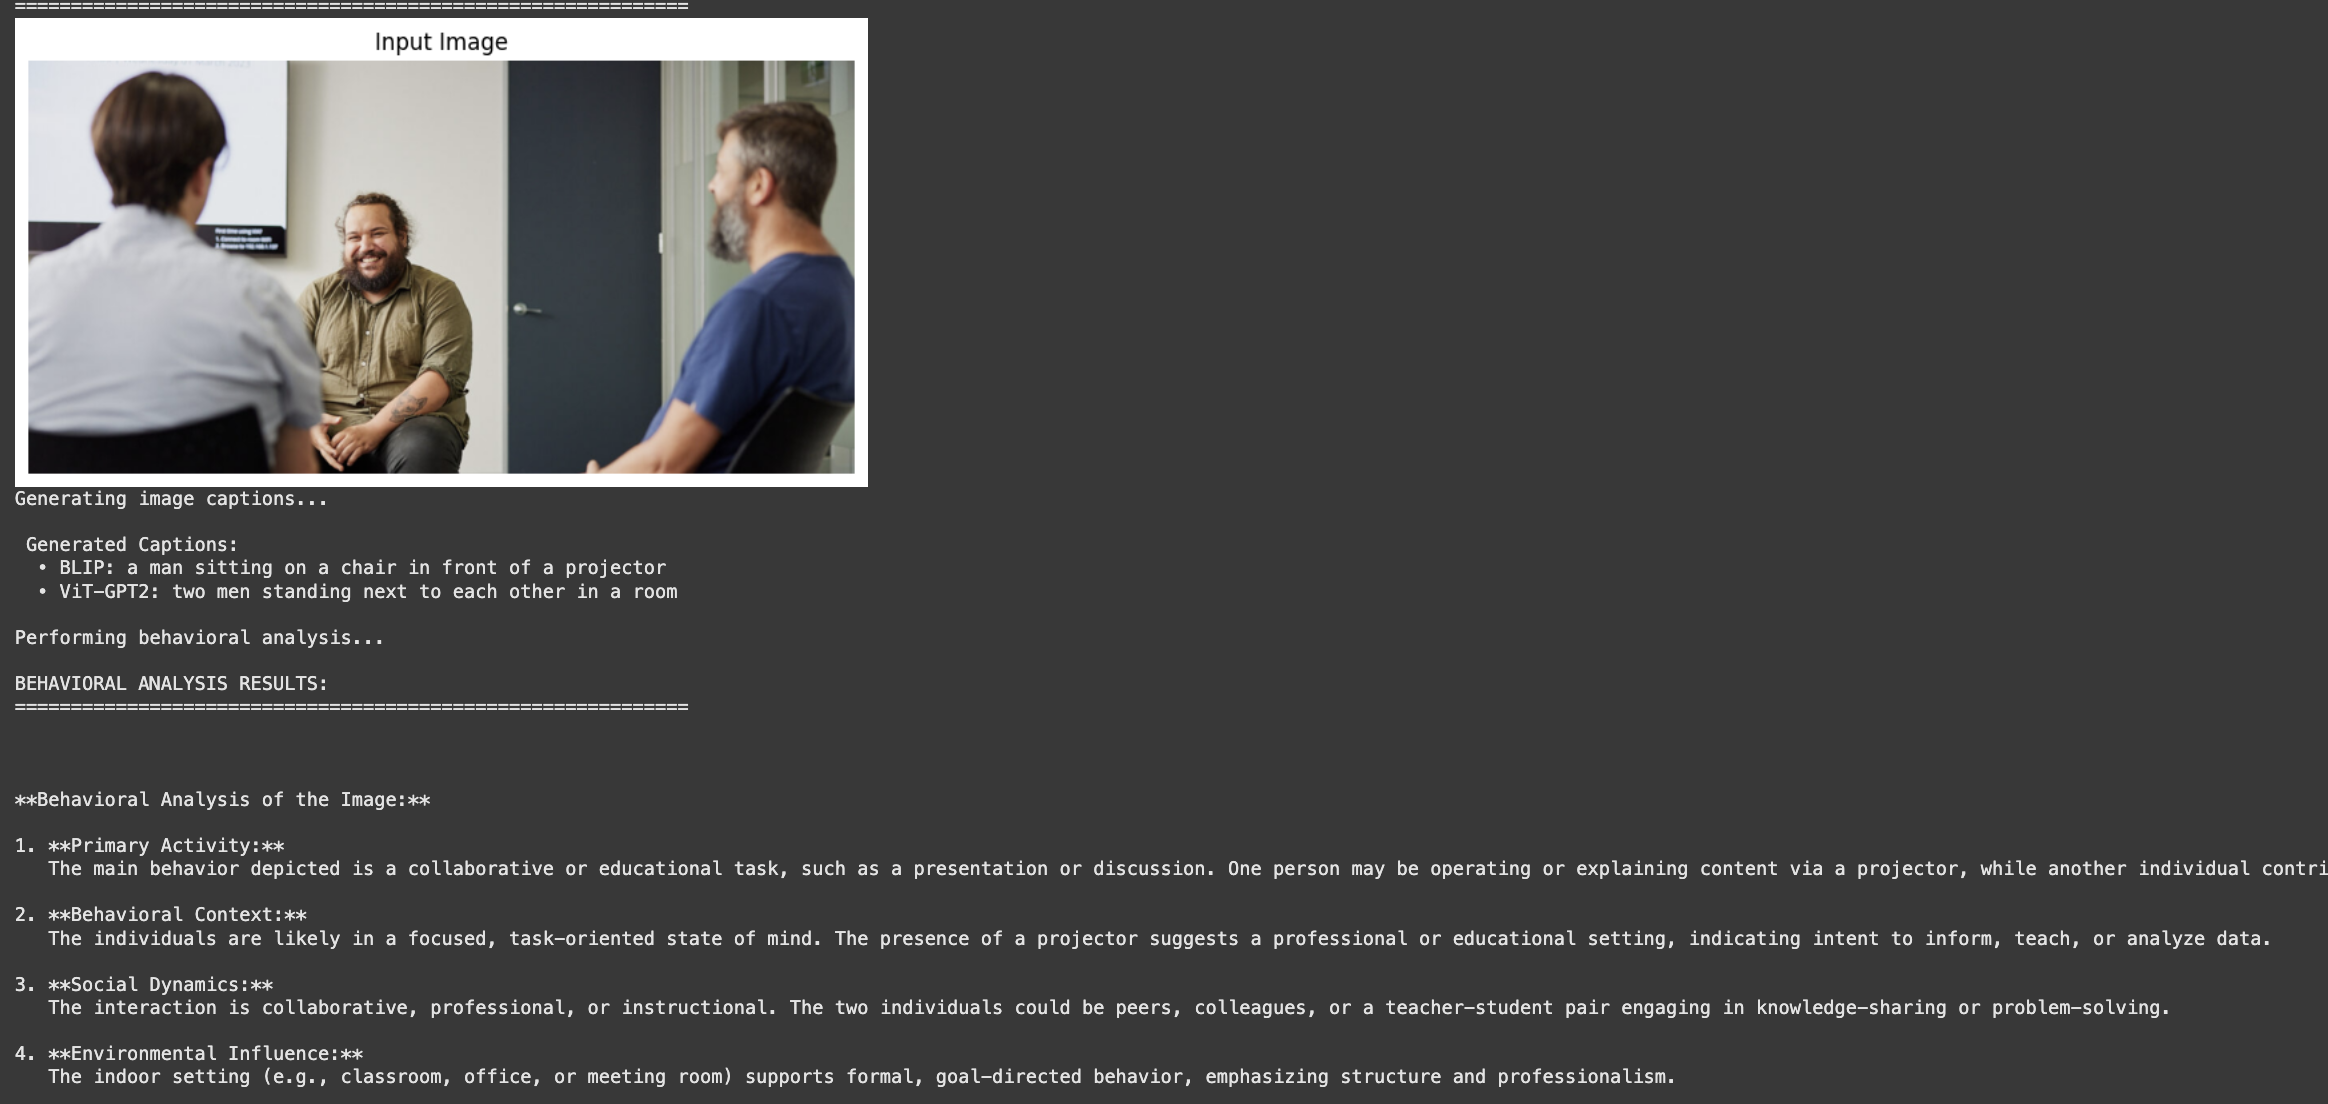 ========================================================
Input Image
First time using this?
Generating image captions...
Generated Captions:
• BLIP: a man sitting on a chair in front of a projector
• ViT-GPT2: two men standing next to each other in a room
Performing behavioral analysis...
BEHAVIORAL ANALYSIS RESULTS:
========================================================
**Behavioral Analysis of the Image:**
1. **Primary Activity:**
The main behavior depicted is a collaborative or educational task, such as a presentation or discussion. One person may be operating or explaining content via a projector, while another individual contri
2. **Behavioral Context:**
The individuals are likely in a focused, task-oriented state of mind. The presence of a projector suggests a professional or educational setting, indicating intent to inform, teach, or analyze data.
3. **Social Dynamics:**
The interaction is collaborative, professional, or instructional. The two individuals could be peers, colleagues, or a teacher-student pair engaging in knowledge-sharing or problem-solving.
4. **Environmental Influence:**
The indoor setting (e.g., classroom, office, or meeting room) supports formal, goal-directed behavior, emphasizing structure and professionalism.